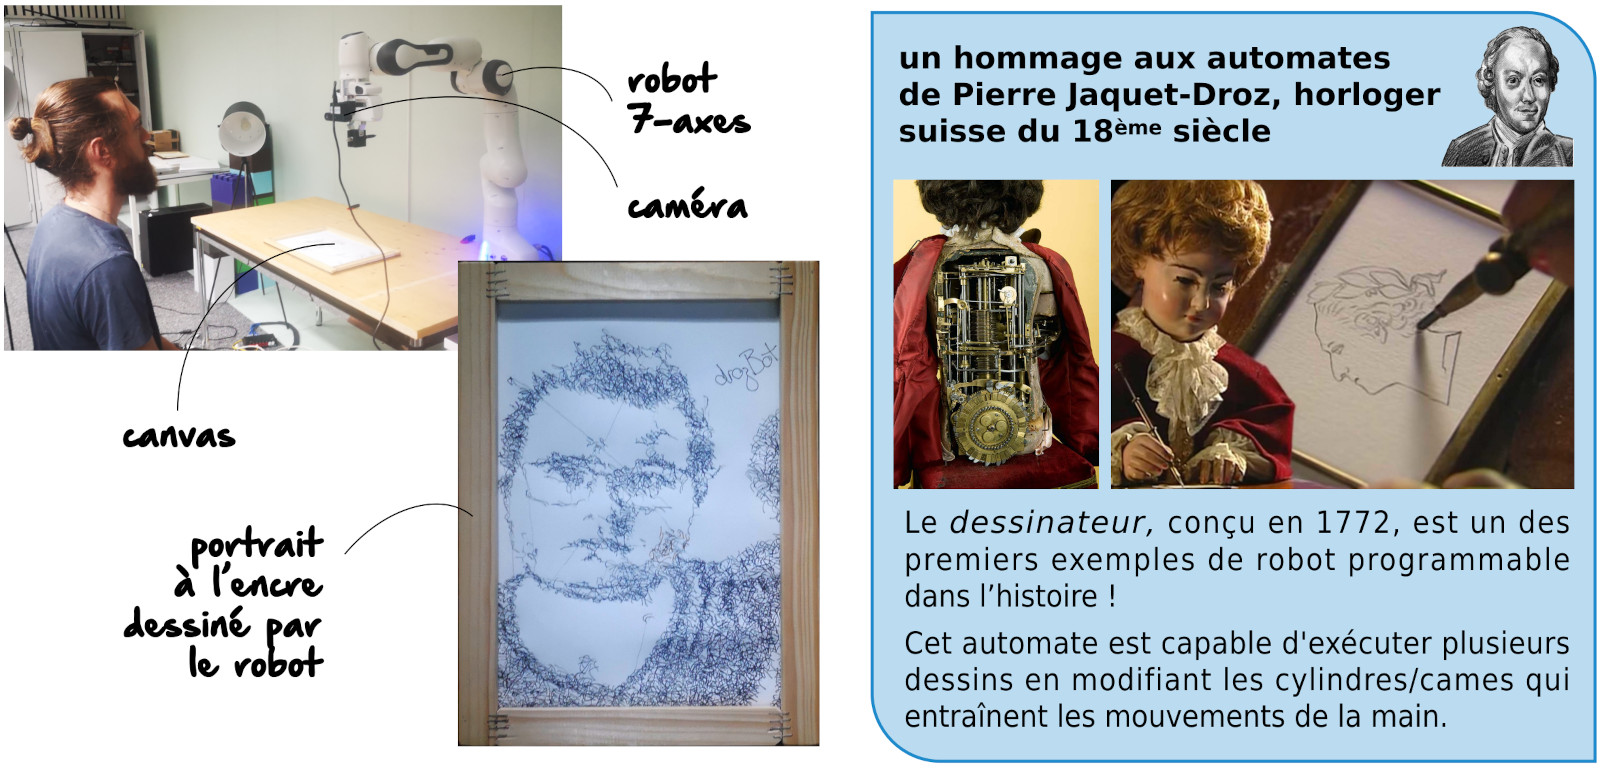 robot
7-axes
caméra
canvas
portrait
à l'encre
dessiné par
le robot
drozBot
un hommage aux automates
de Pierre Jaquet-Droz, horloger
suisse du 18ème siècle
Le dessinateur, conçu en 1772, est un des
premiers exemples de robot programmable
dans l’histoire !
Cet automate est capable d'exécuter plusieurs
dessins en modifiant les cylindres/cames qui
entraînent les mouvements de la main.